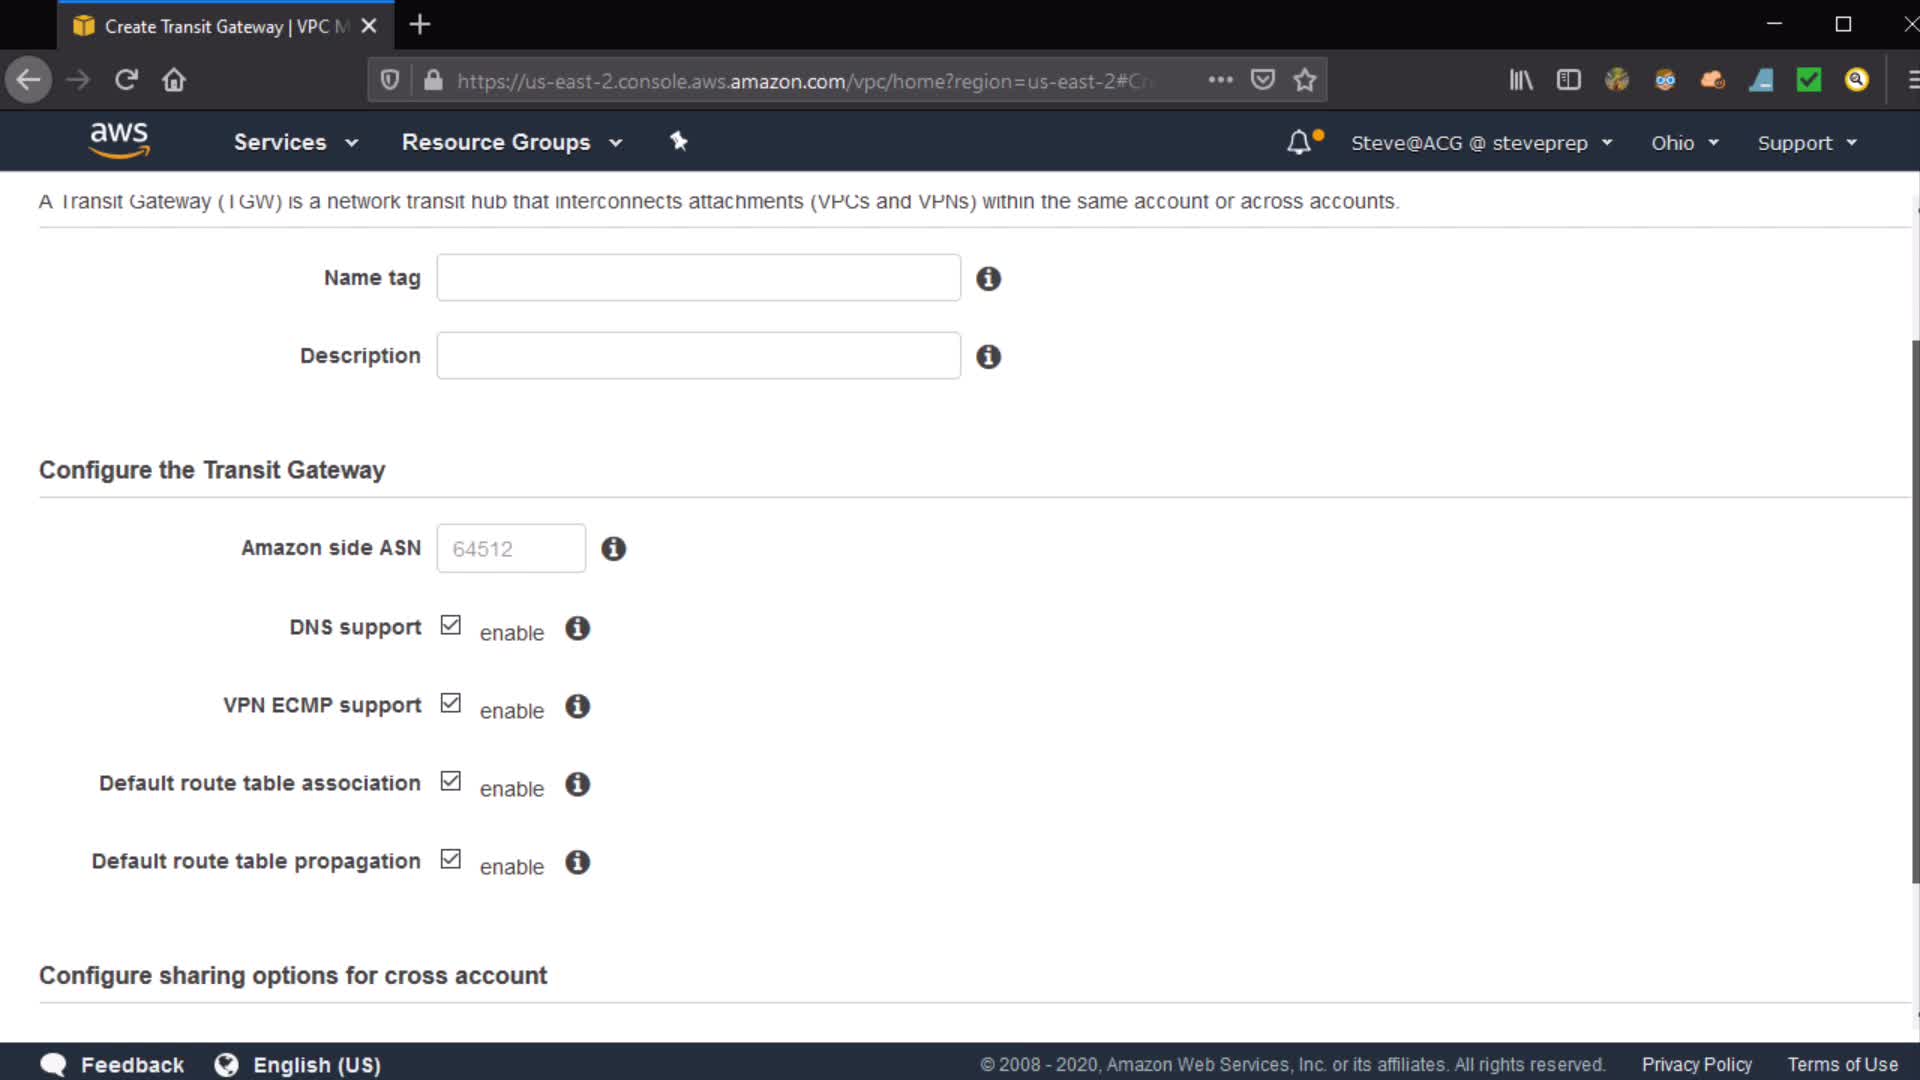 Create Transit Gateway | VPC M
https://us-east-2.console.aws.amazon.com/vpc/home?region=us-east-2#Cr
aws
Services
Resource Groups
Steve@ACG @ steveprep
Ohio
Support
A Transit Gateway (TGW) is a network transit hub that interconnects attachments (VPCs and VPNs) within the same account or across accounts.
Name tag
Description
Configure the Transit Gateway
Amazon side ASN 64512
DNS support enable
VPN ECMP support enable
Default route table association enable
Default route table propagation enable
Configure sharing options for cross account
Feedback
English (US)
© 2008 - 2020, Amazon Web Services, Inc. or its affiliates. All rights reserved.
Privacy Policy
Terms of Use